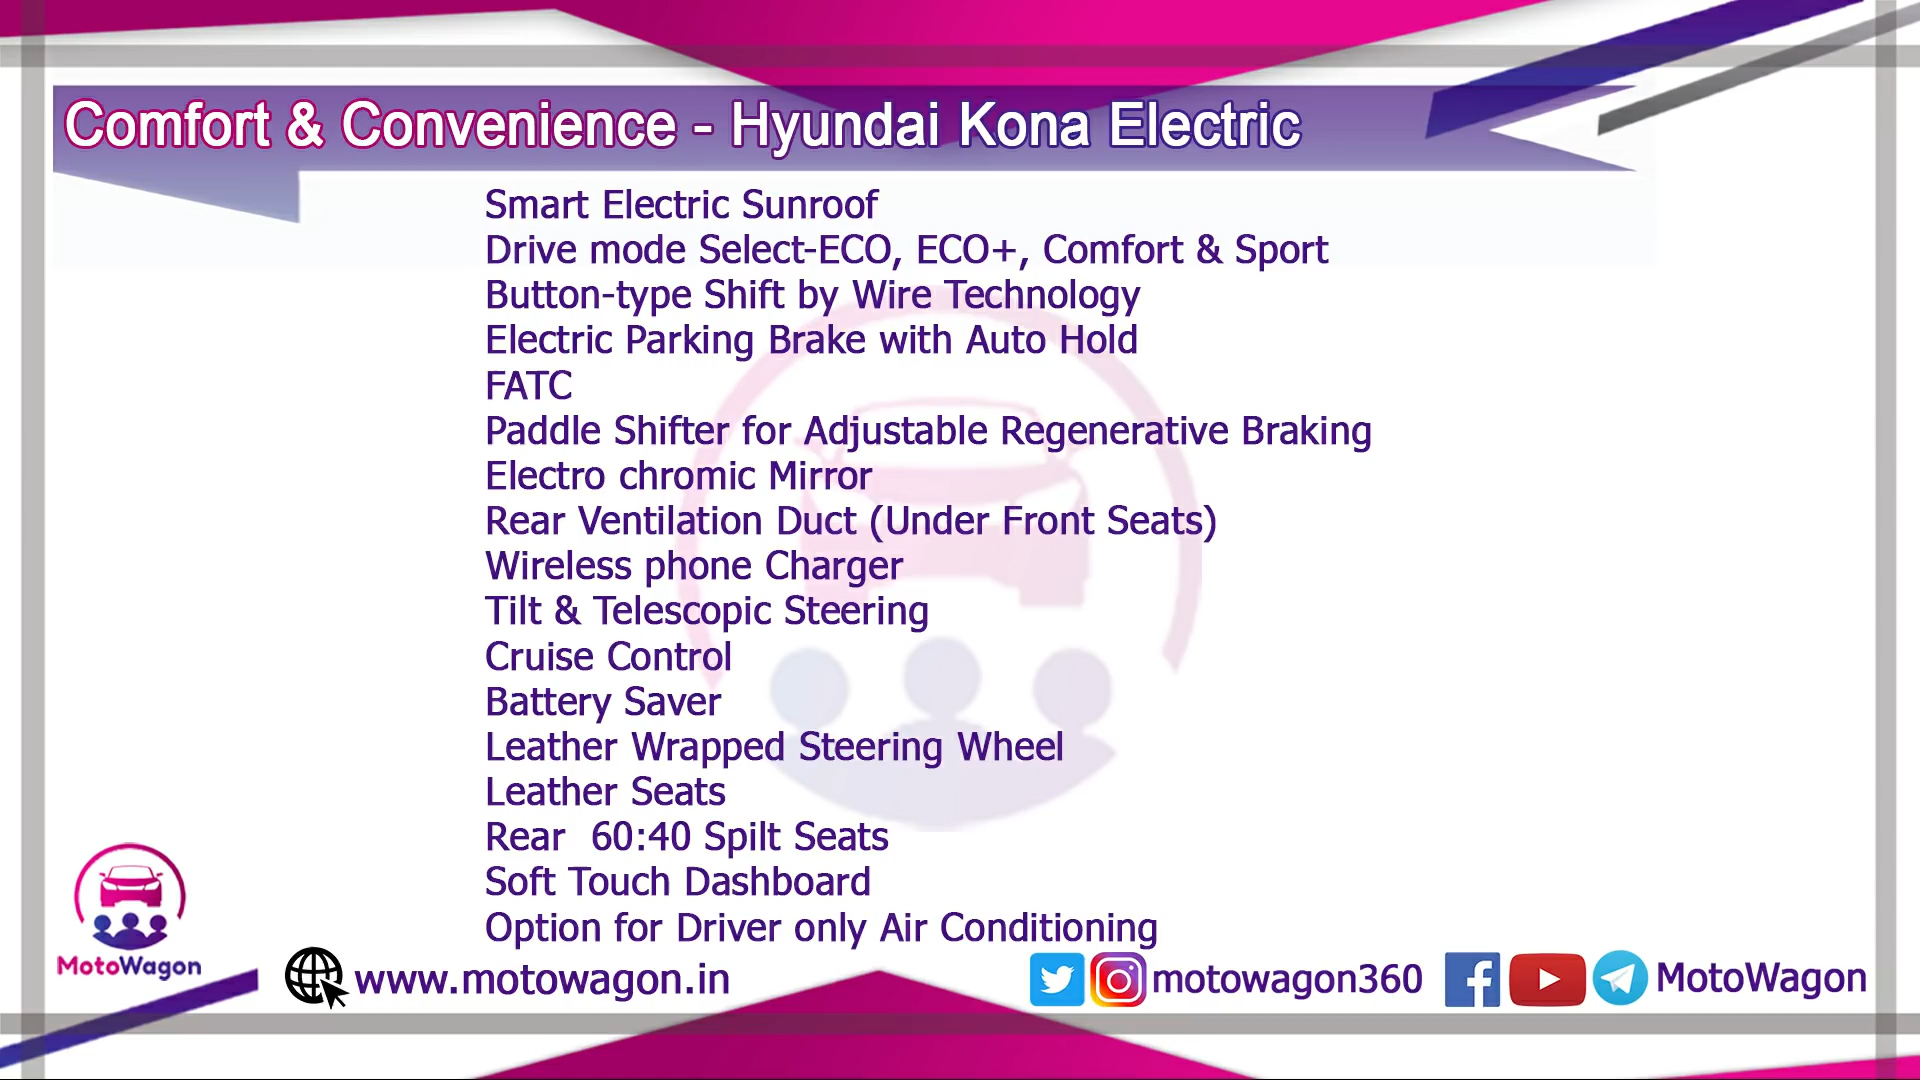 Comfort & Convenience - Hyundai Kona Electric
Smart Electric Sunroof
Drive mode Select-ECO, ECO+, Comfort & Sport
Button-type Shift by Wire Technology
Electric Parking Brake with Auto Hold
FATC
Paddle Shifter for Adjustable Regenerative Braking
Electro chromic Mirror
Rear Ventilation Duct (Under Front Seats)
Wireless phone Charger
Tilt & Telescopic Steering
Cruise Control
Battery Saver
Leather Wrapped Steering Wheel
Leather Seats
Rear  60:40 Spilt Seats
Soft Touch Dashboard
Option for Driver only Air Conditioning
MotoWagon
www.motowagon.in
motowagon360
MotoWagon